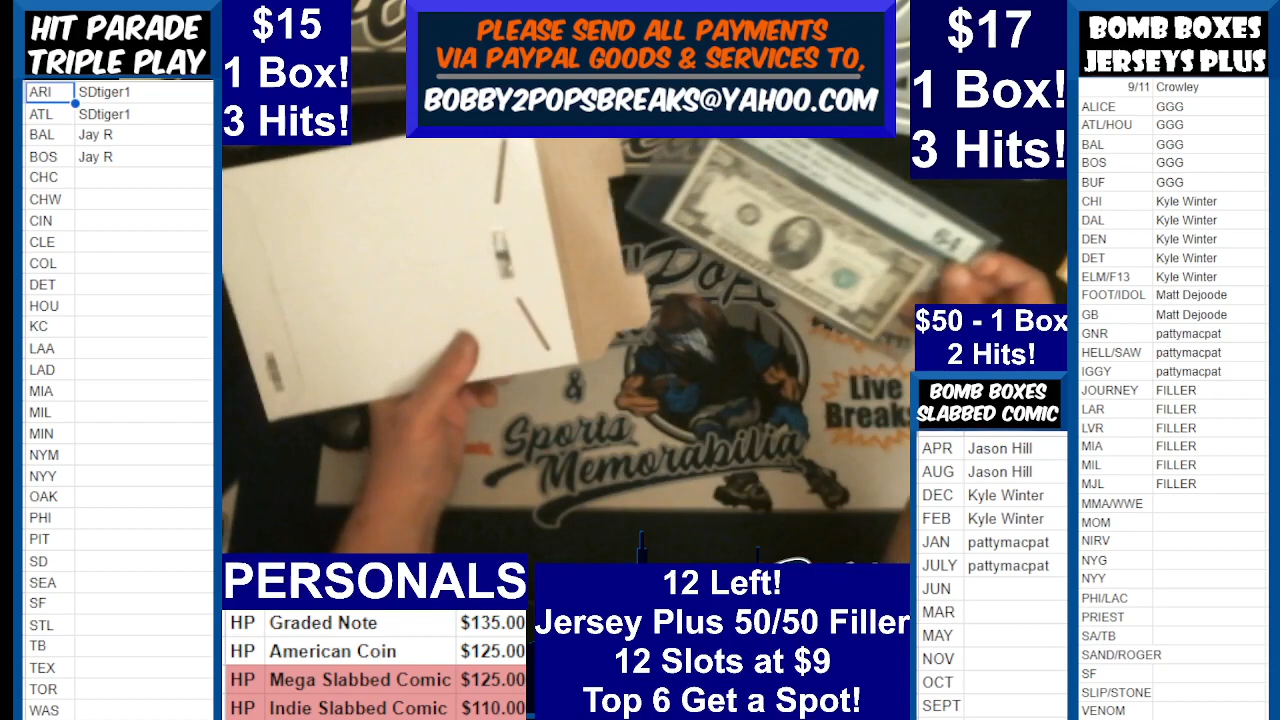 HIT PARADE
TRIPLE PLAY
ARI SDtiger1
ATL SDtiger1
BAL Jay R
BOS Jay R
CHC
CHW
CIN
CLE
COL
DET
HOU
KC
LAA
LAD
MIA
MIL
MIN
NYM
NYY
OAK
PHI
PIT
SD
SEA
SF
STL
TB
TEX
TOR
WAS
$15
1 Box!
3 Hits!
PLEASE SEND ALL PAYMENTS
VIA PAYPAL GOODS & SERVICES TO,
BOBBY2POPSBREAKS@YAHOO.COM
$17
1 Box!
3 Hits!
64
20
Pops
&
Sports
Memorabilia
Live
Breaks
$50 - 1 Box
2 Hits!
BOMB BOXES
SLABBED COMIC
APR Jason Hill
AUG Jason Hill
DEC Kyle Winter
FEB Kyle Winter
JAN pattymacpat
JULY pattymacpat
JUN
MAR
MAY
NOV
OCT
SEPT
PERSONALS
HP Graded Note $135.00
HP American Coin $125.00
HP Mega Slabbed Comic $125.00
HP Indie Slabbed Comic $110.00
12 Left!
Jersey Plus 50/50 Filler
12 Slots at $9
Top 6 Get a Spot!
BOMB BOXES
JERSEYS PLUS
9/11 Crowley
ALICE GGG
ATL/HOU GGG
BAL GGG
BOS GGG
BUF GGG
CHI Kyle Winter
DAL Kyle Winter
DEN Kyle Winter
DET Kyle Winter
ELM/F13 Kyle Winter
FOOT/IDOL Matt Dejoode
GB Matt Dejoode
GNR pattymacpat
HELL/SAW pattymacpat
IGGY pattymacpat
JOURNEY FILLER
LAR FILLER
LVR FILLER
MIA FILLER
MIL FILLER
MJL FILLER
MMA/WWE
MOM
NIRV
NYG
NYY
PHI/LAC
PRIEST
SA/TB
SAND/ROGER
SF
SLIP/STONE
VENOM